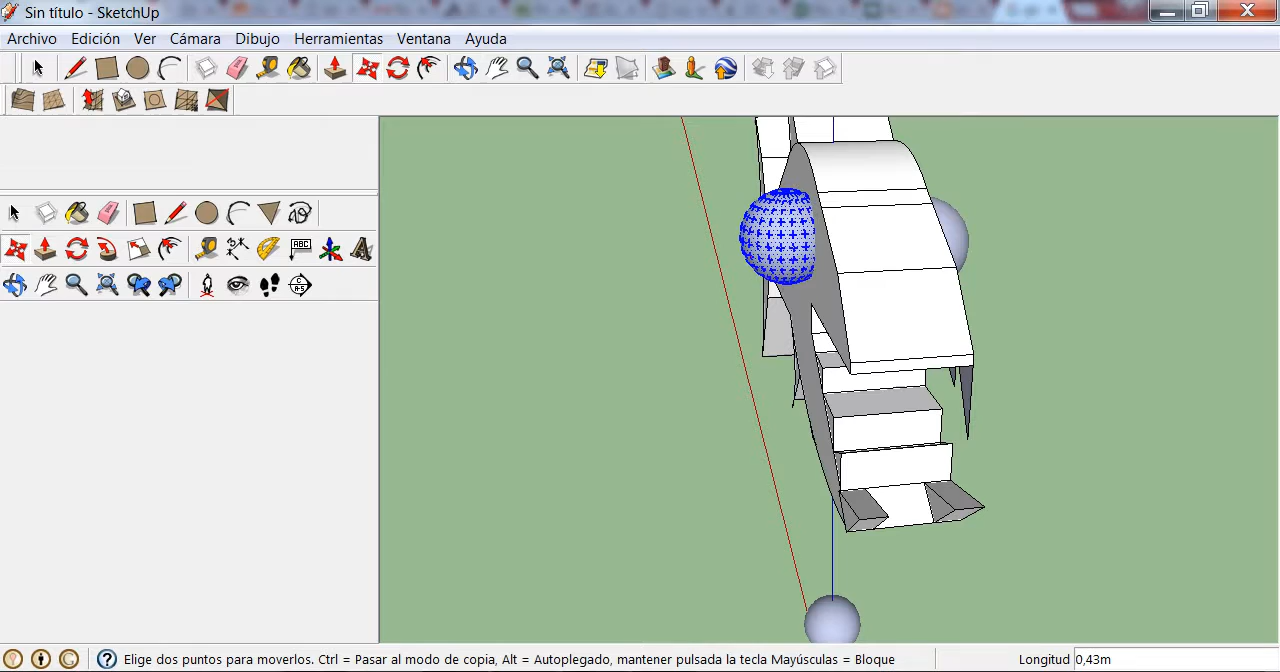 Sin título - SketchUp
Archivo Edición Ver Cámara Dibujo Herramientas Ventana Ayuda
ABC
Elige dos puntos para moverlos. Ctrl = Pasar al modo de copia, Alt = Autoplegado, mantener pulsada la tecla Mayúsculas = Bloque
Longitud 0,43m